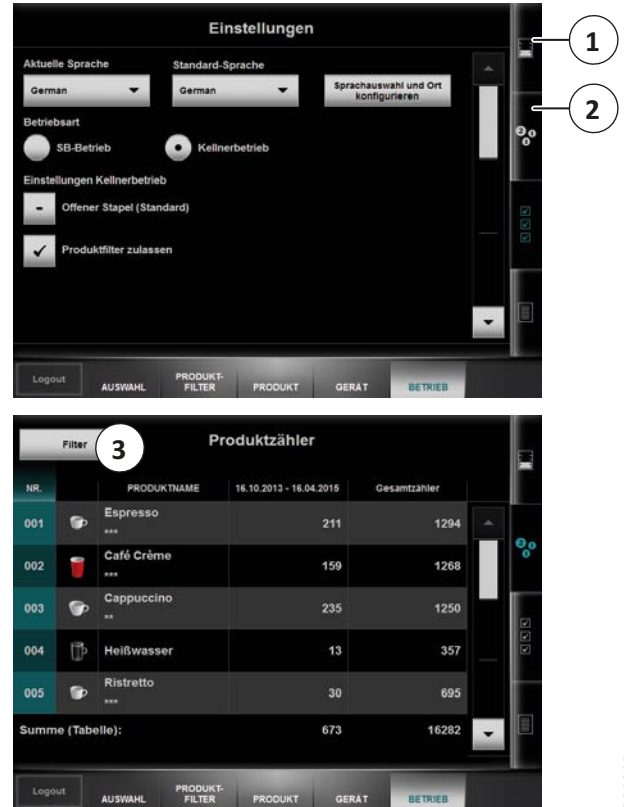 Einstellungen
1
Aktuelle Sprache
Standard-Sprache
German
German
Sprachauswahl und Ort
konfigurieren
2
Betriebsart
SB-Betrieb
Kellnerbetrieb
Einstellungen Kellnerbetrieb
Offener Stapel (Standard)
Produktfilter zulassen
Logout
AUSWAHL
PRODUKT-
FILTER
PRODUKT
GERÄT
BETRIEB
Filter
3
Produktzähler
NR.
PRODUKTNAME
16.10.2013 - 16.04.2015
Gesamtzähler
001
Espresso
***
211
1294
002
Café Crème
***
159
1268
003
Cappuccino
**
235
1250
004
Heißwasser
13
357
005
Ristretto
***
30
695
Summe (Tabelle):
673
16282
Logout
AUSWAHL
PRODUKT-
FILTER
PRODUKT
GERÄT
BETRIEB